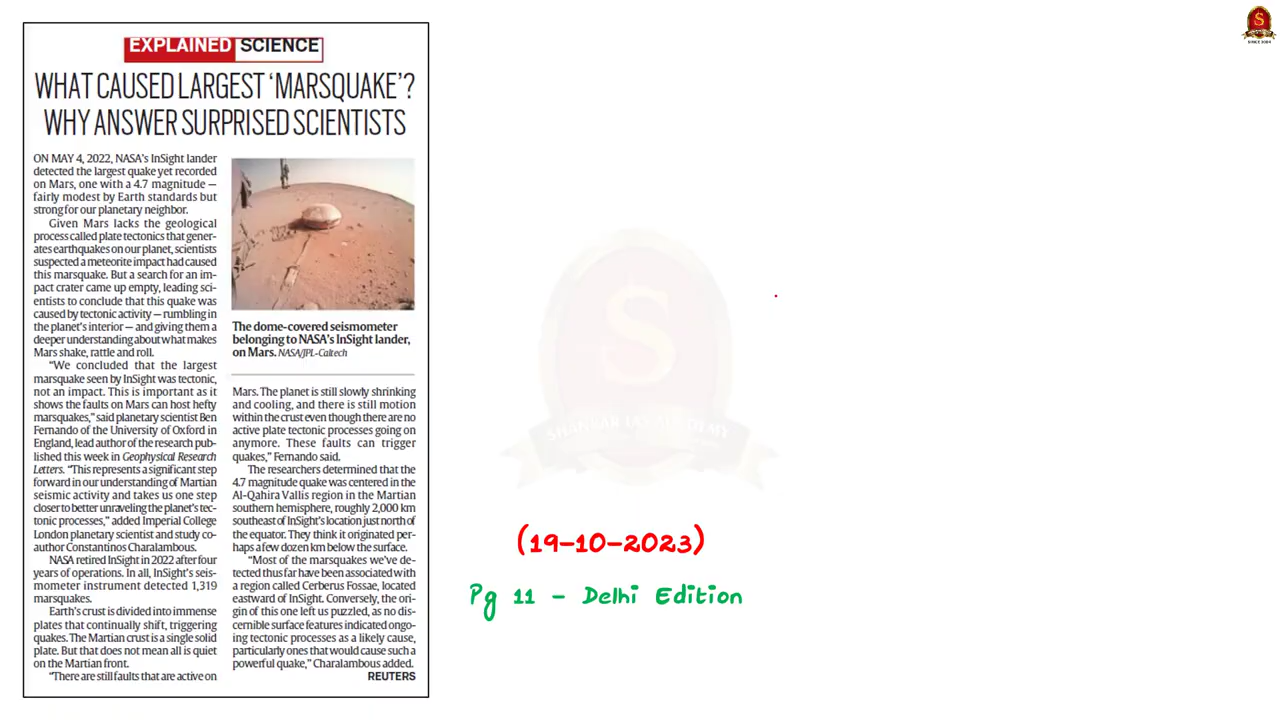 EXPLAINED SCIENCE
WHAT CAUSED LARGEST 'MARSQUAKE'?
WHY ANSWER SURPRISED SCIENTISTS
ON MAY 4, 2022, NASA's InSight lander
detected the largest quake yet recorded
on Mars, one with a 4.7 magnitude —
fairly modest by Earth standards but
strong for our planetary neighbor.
Given Mars lacks the geological
process called plate tectonics that gener-
ates earthquakes on our planet, scientists
suspected a meteorite impact had caused
this marsquake. But a search for an im-
pact crater came up empty, leading sci-
entists to conclude that this quake was
caused by tectonic activity — rumbling in
the planet's interior — and giving them a
deeper understanding about what makes
Mars shake, rattle and roll.
"We concluded that the largest
marsquake seen by InSight was tectonic,
not an impact. This is important as it
shows the faults on Mars can host hefty
marsquakes," said planetary scientist Ben
Fernando of the University of Oxford in
England, lead author of the research pub-
lished this week in Geophysical Research
Letters. "This represents a significant step
forward in our understanding of Martian
seismic activity and takes us one step
closer to better unraveling the planet's tec-
tonic processes," added Imperial College
London planetary scientist and study co-
author Constantinos Charalambous.
NASA retired InSight in 2022 after four
years of operations. In all, InSight's seis-
mometer instrument detected 1,319
marsquakes.
Earth's crust is divided into immense
plates that continually shift, triggering
quakes. The Martian crust is a single solid
plate. But that does not mean all is quiet
on the Martian front.
"There are still faults that are active on
The dome-covered seismometer
belonging to NASA's InSight lander,
on Mars. NASA/JPL-Caltech
Mars. The planet is still slowly shrinking
and cooling, and there is still motion
within the crust even though there are no
active plate tectonic processes going on
anymore. These faults can trigger
quakes," Fernando said.
The researchers determined that the
4.7 magnitude quake was centered in the
Al-Qahira Vallis region in the Martian
southern hemisphere, roughly 2,000 km
southeast of InSight's location just north of
the equator. They think it originated per-
haps a few dozen km below the surface.
"Most of the marsquakes we've de-
tected thus far have been associated with
a region called Cerberus Fossae, located
eastward of InSight. Conversely, the ori-
gin of this one left us puzzled, as no dis-
cernible surface features indicated ongo-
ing tectonic processes as a likely cause,
particularly ones that would cause such a
powerful quake," Charalambous added.
REUTERS
S
SHANKAR IAS ACADEMY
(19-10-2023)
Pg 11 - Delhi Edition
S
SINCE 2004